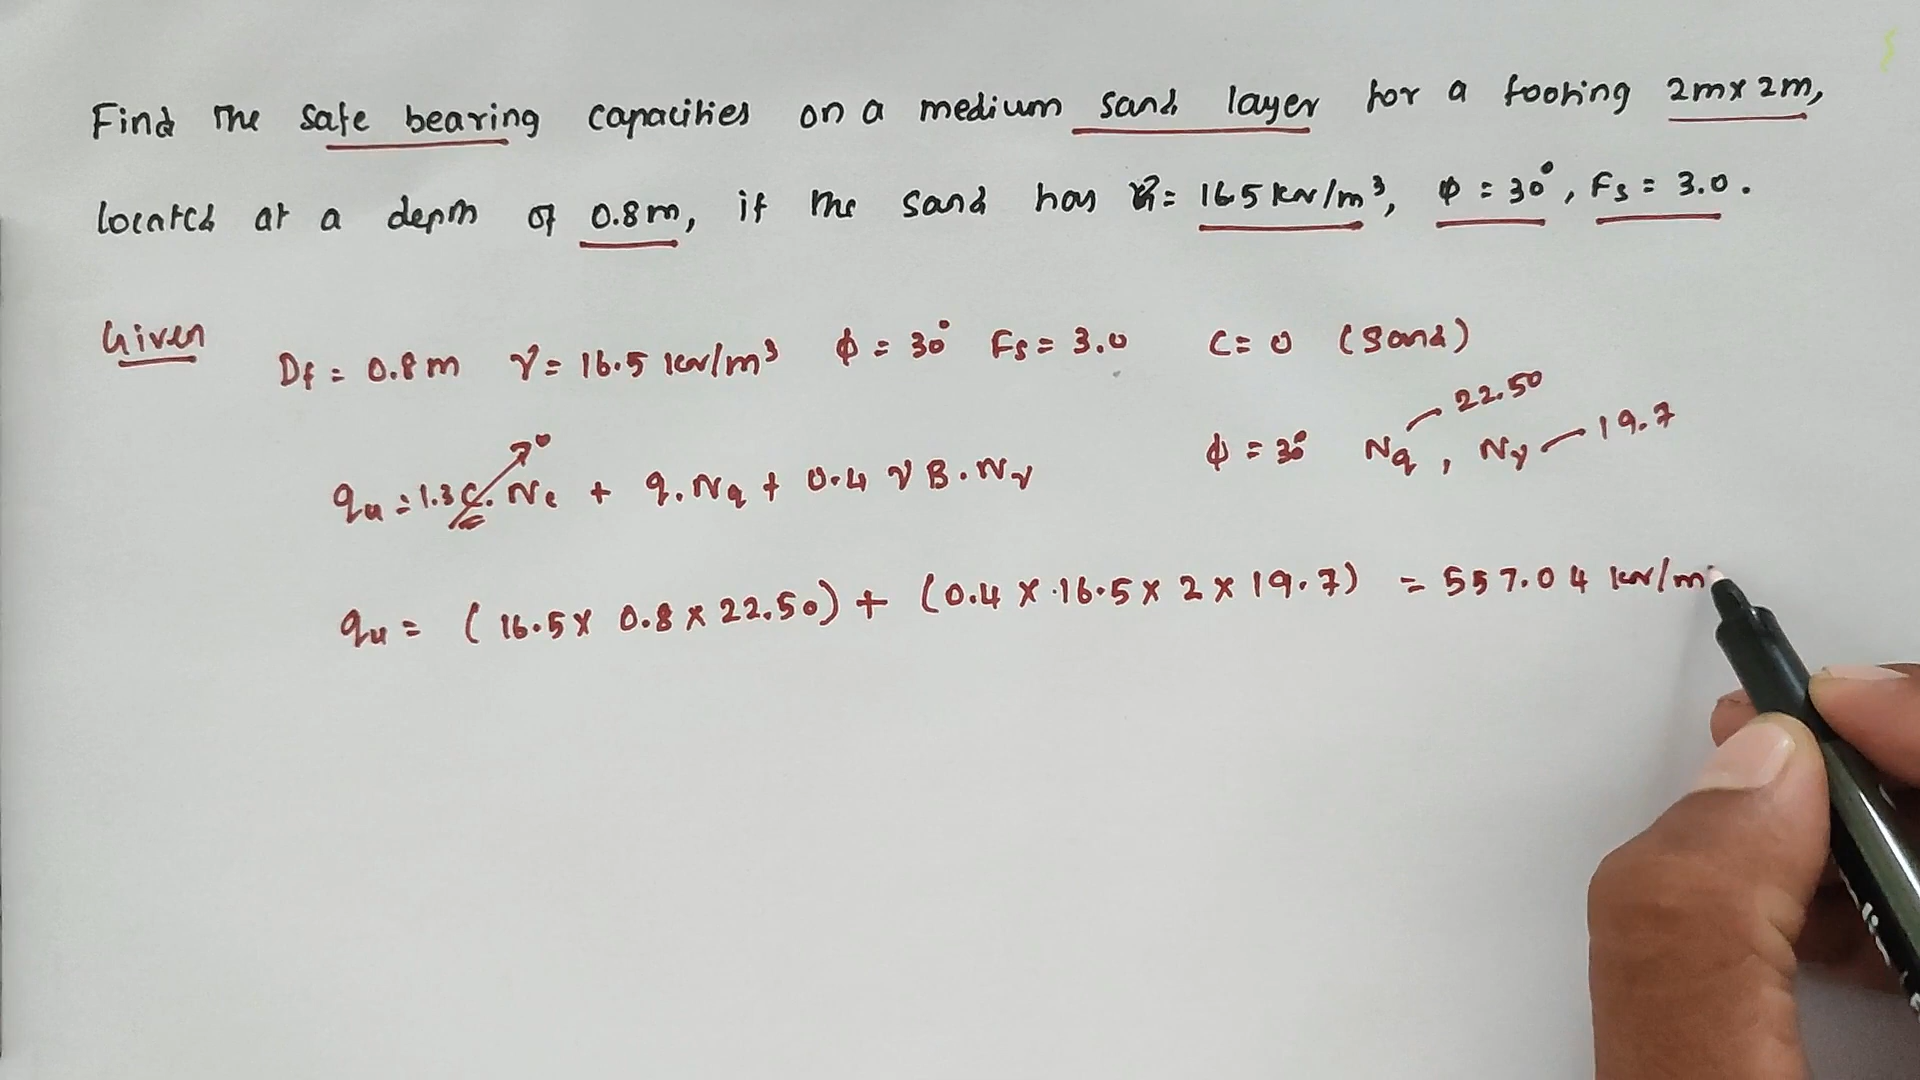 Find The safe bearing capacities on a medium sand layer for a footing 2m x 2m,
located at a depth of 0.8m, if the sand has γ = 16.5 kN/m³, φ = 30°, Fs = 3.0.
Given
Df = 0.8m γ = 16.5 kN/m³ φ = 30° Fs = 3.0 C = 0 (sand)
qu = 1.3 C. Nc + q. Nq + 0.4 γ B. Nγ
0
φ = 30° Nq, Nγ
22.50
19.7
qu = (16.5 x 0.8 x 22.50) + (0.4 x 16.5 x 2 x 19.7) = 557.04 kN/m